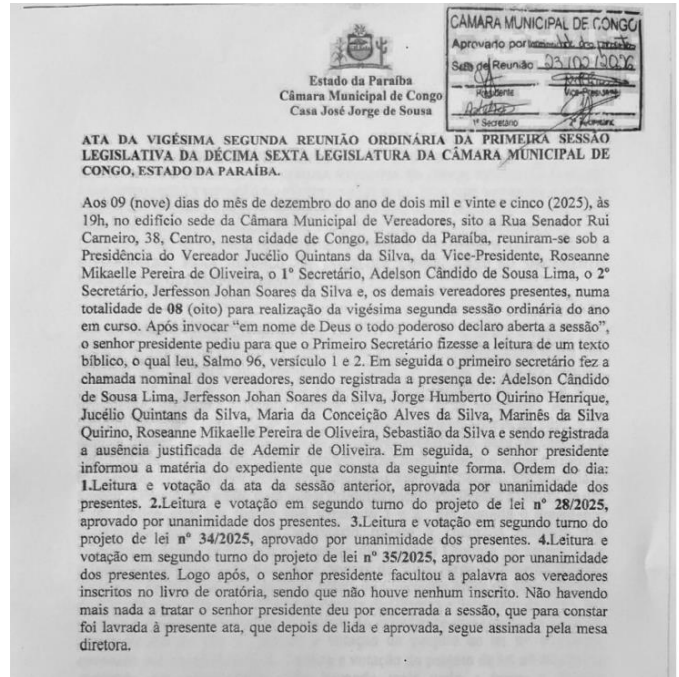 CÂMARA MUNICIPAL DE CONGO
Aprovado por
Sala de Reunião 23/02/2026
Presidente Vice-Presidente
1º Secretário 2º Secretário
Estado da Paraíba
Câmara Municipal de Congo
Casa José Jorge de Sousa
ATA DA VIGÉSIMA SEGUNDA REUNIÃO ORDINÁRIA DA PRIMEIRA SESSÃO
LEGISLATIVA DA DÉCIMA SEXTA LEGISLATURA DA CÂMARA MUNICIPAL DE
CONGO, ESTADO DA PARAÍBA.
Aos 09 (nove) dias do mês de dezembro do ano de dois mil e vinte e cinco (2025), às
19h, no edifício sede da Câmara Municipal de Vereadores, sito a Rua Senador Rui
Carneiro, 38, Centro, nesta cidade de Congo, Estado da Paraíba, reuniram-se sob a
Presidência do Vereador Jucélio Quintans da Silva, da Vice-Presidente, Roseanne
Mikaelle Pereira de Oliveira, o 1º Secretário, Adelson Cândido de Sousa Lima, o 2º
Secretário, Jerfesson Johan Soares da Silva e, os demais vereadores presentes, numa
totalidade de 08 (oito) para realização da vigésima segunda sessão ordinária do ano
em curso. Após invocar “em nome de Deus o todo poderoso declaro aberta a sessão”,
o senhor presidente pediu para que o Primeiro Secretário fizesse a leitura de um texto
bíblico, o qual leu, Salmo 96, versículo 1 e 2. Em seguida o primeiro secretário fez a
chamada nominal dos vereadores, sendo registrada a presença de: Adelson Cândido
de Sousa Lima, Jerfesson Johan Soares da Silva, Jorge Humberto Quirino Henrique,
Jucélio Quintans da Silva, Maria da Conceição Alves da Silva, Marinês da Silva
Quirino, Roseanne Mikaelle Pereira de Oliveira, Sebastião da Silva e sendo registrada
a ausência justificada de Ademir de Oliveira. Em seguida, o senhor presidente
informou a matéria do expediente que consta da seguinte forma. Ordem do dia:
1.Leitura e votação da ata da sessão anterior, aprovada por unanimidade dos
presentes. 2.Leitura e votação em segundo turno do projeto de lei nº 28/2025,
aprovado por unanimidade dos presentes. 3.Leitura e votação em segundo turno do
projeto de lei nº 34/2025, aprovado por unanimidade dos presentes. 4.Leitura e
votação em segundo turno do projeto de lei nº 35/2025, aprovado por unanimidade
dos presentes. Logo após, o senhor presidente facultou a palavra aos vereadores
inscritos no livro de oratória, sendo que não houve nenhum inscrito. Não havendo
mais nada a tratar o senhor presidente deu por encerrada a sessão, que para constar
foi lavrada à presente ata, que depois de lida e aprovada, segue assinada pela mesa
diretora.